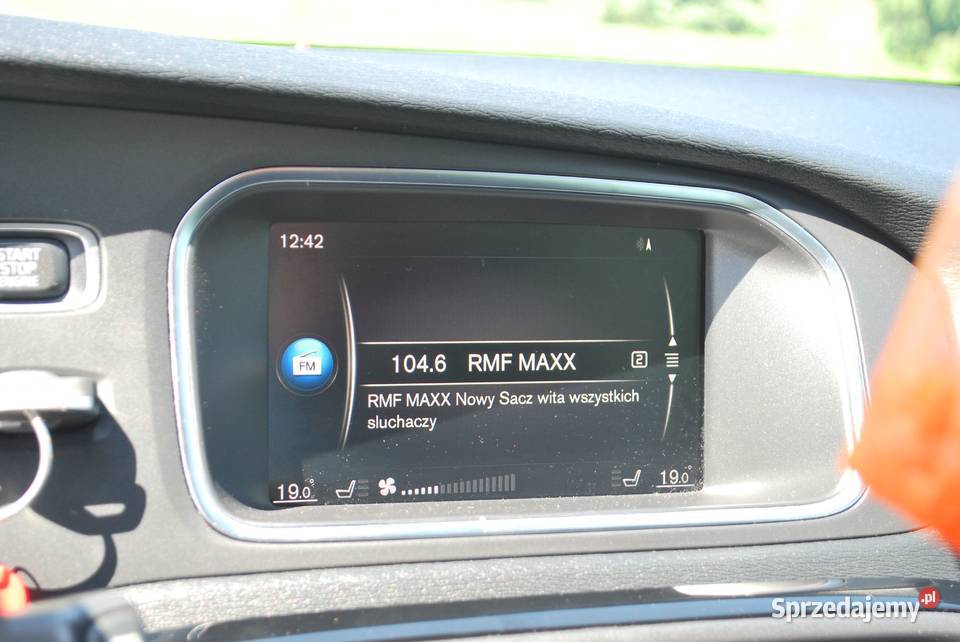 12:42
START
STOP
ENGINE
FM
104.6 RMF MAXX 2
RMF MAXX Nowy Sacz wita wszystkich
sluchaczy
19.0°
19.0°
Sprzedajemy.pl